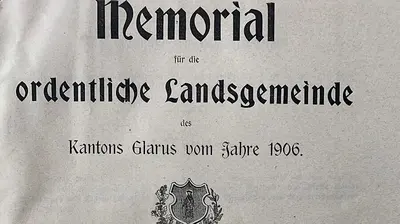 Memorial
für die
ordentliche Landsgemeinde
des
Kantons Glarus vom Jahre 1906.